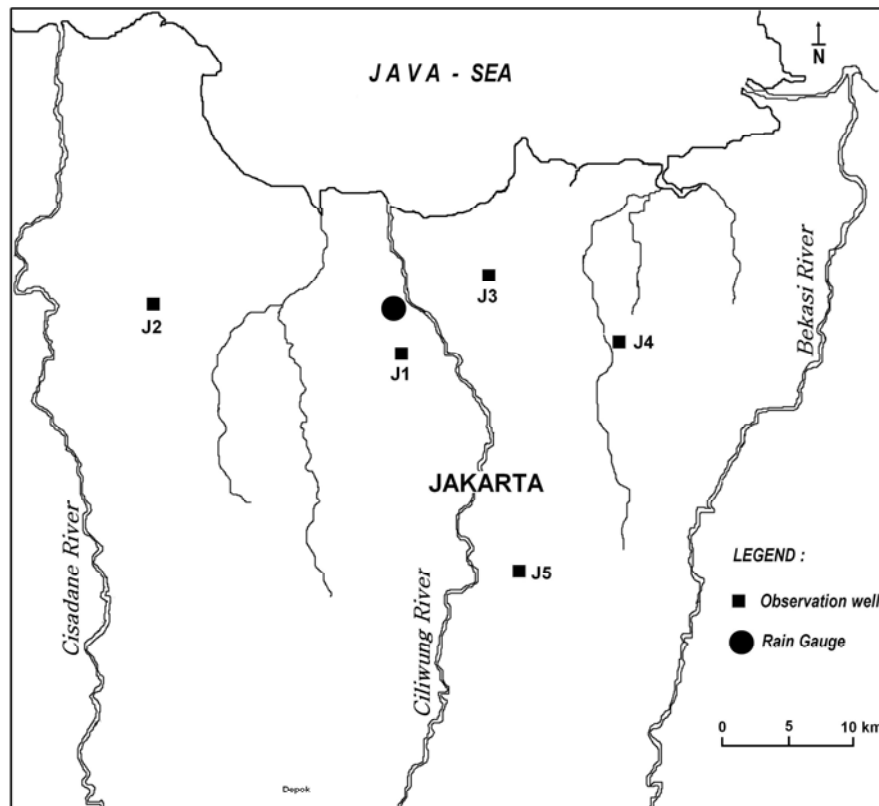 JAVA - SEA
N
J2
J3
J1
J4
Bekasi River
JAKARTA
Cisadane River
Ciliwung River
J5
LEGEND :
Observation well
Rain Gauge
0 5 10 km
Depok